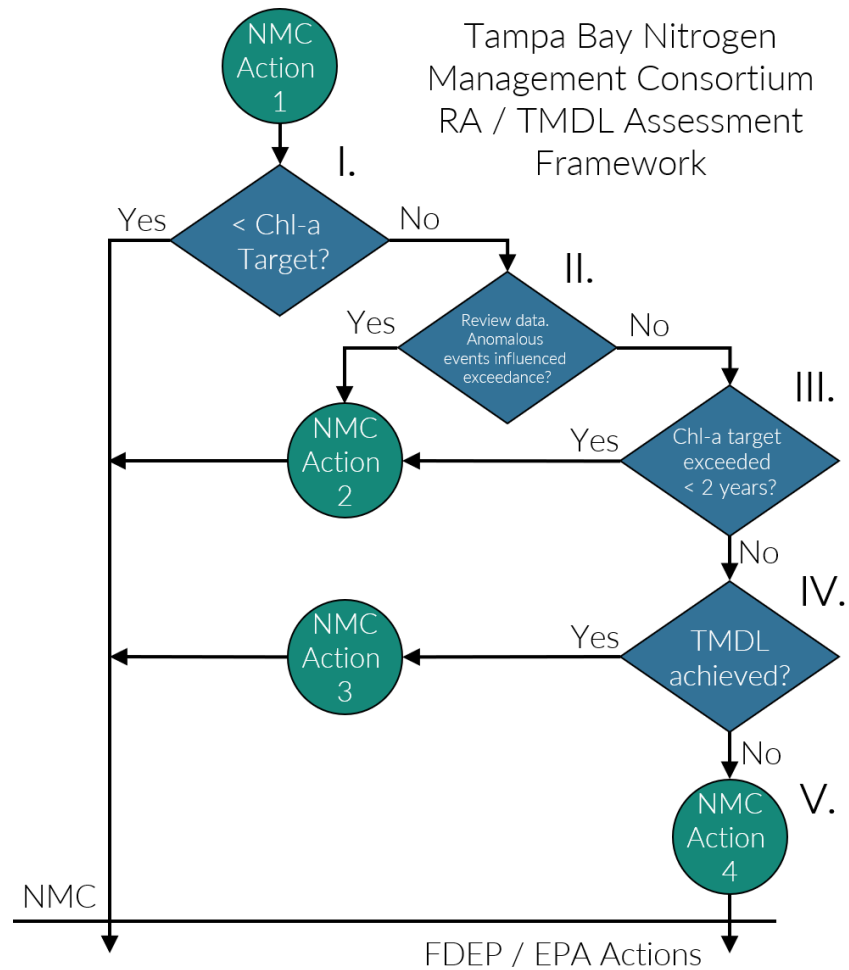 Tampa Bay Nitrogen
Management Consortium
RA / TMDL Assessment
Framework
NMC
Action
1
I.
Yes
< Chl-a
Target?
No
II.
Yes
Review data.
Anomalous
events influenced
exceedance?
No
III.
NMC
Action
2
Yes
Chl-a target
exceeded
< 2 years?
No
IV.
NMC
Action
3
Yes
TMDL
achieved?
No
V.
NMC
Action
4
NMC
FDEP / EPA Actions